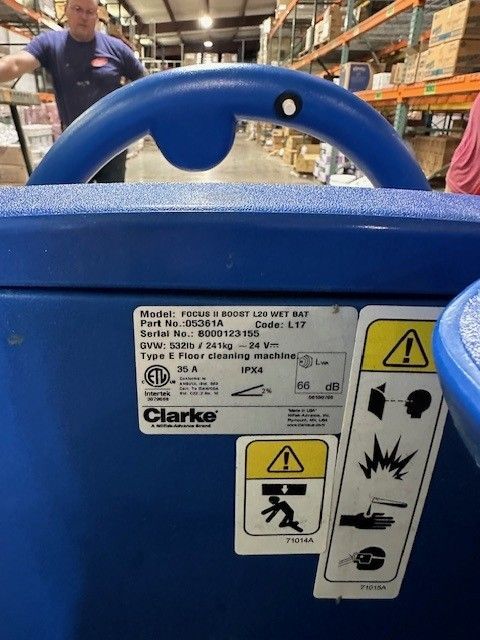 Model: FOCUS II BOOST L20 WET BAT
Part No.:05361A Code: L17
Serial No.: B000123155
GVW: 532lb / 241kg 24 V
Type E Floor cleaning machine
35 A IPX4
Intertek
2% 66 dB
Clarke
A Nilfisk-Advance Brand
"Made in USA"
Nilfisk-Advance, Inc.
Plymouth, MN, USA
71014A
71015A